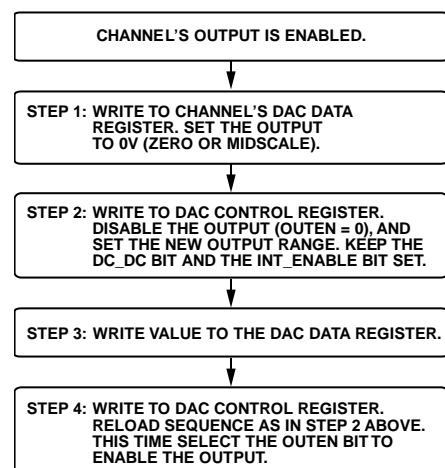 CHANNEL'S OUTPUT IS ENABLED.
STEP 1: WRITE TO CHANNEL'S DAC DATA
REGISTER. SET THE OUTPUT
TO 0V (ZERO OR MIDSCALE).
STEP 2: WRITE TO DAC CONTROL REGISTER.
DISABLE THE OUTPUT (OUTEN = 0), AND
SET THE NEW OUTPUT RANGE. KEEP THE
DC_DC BIT AND THE INT_ENABLE BIT SET.
STEP 3: WRITE VALUE TO THE DAC DATA REGISTER.
STEP 4: WRITE TO DAC CONTROL REGISTER.
RELOAD SEQUENCE AS IN STEP 2 ABOVE.
THIS TIME SELECT THE OUTEN BIT TO
ENABLE THE OUTPUT.